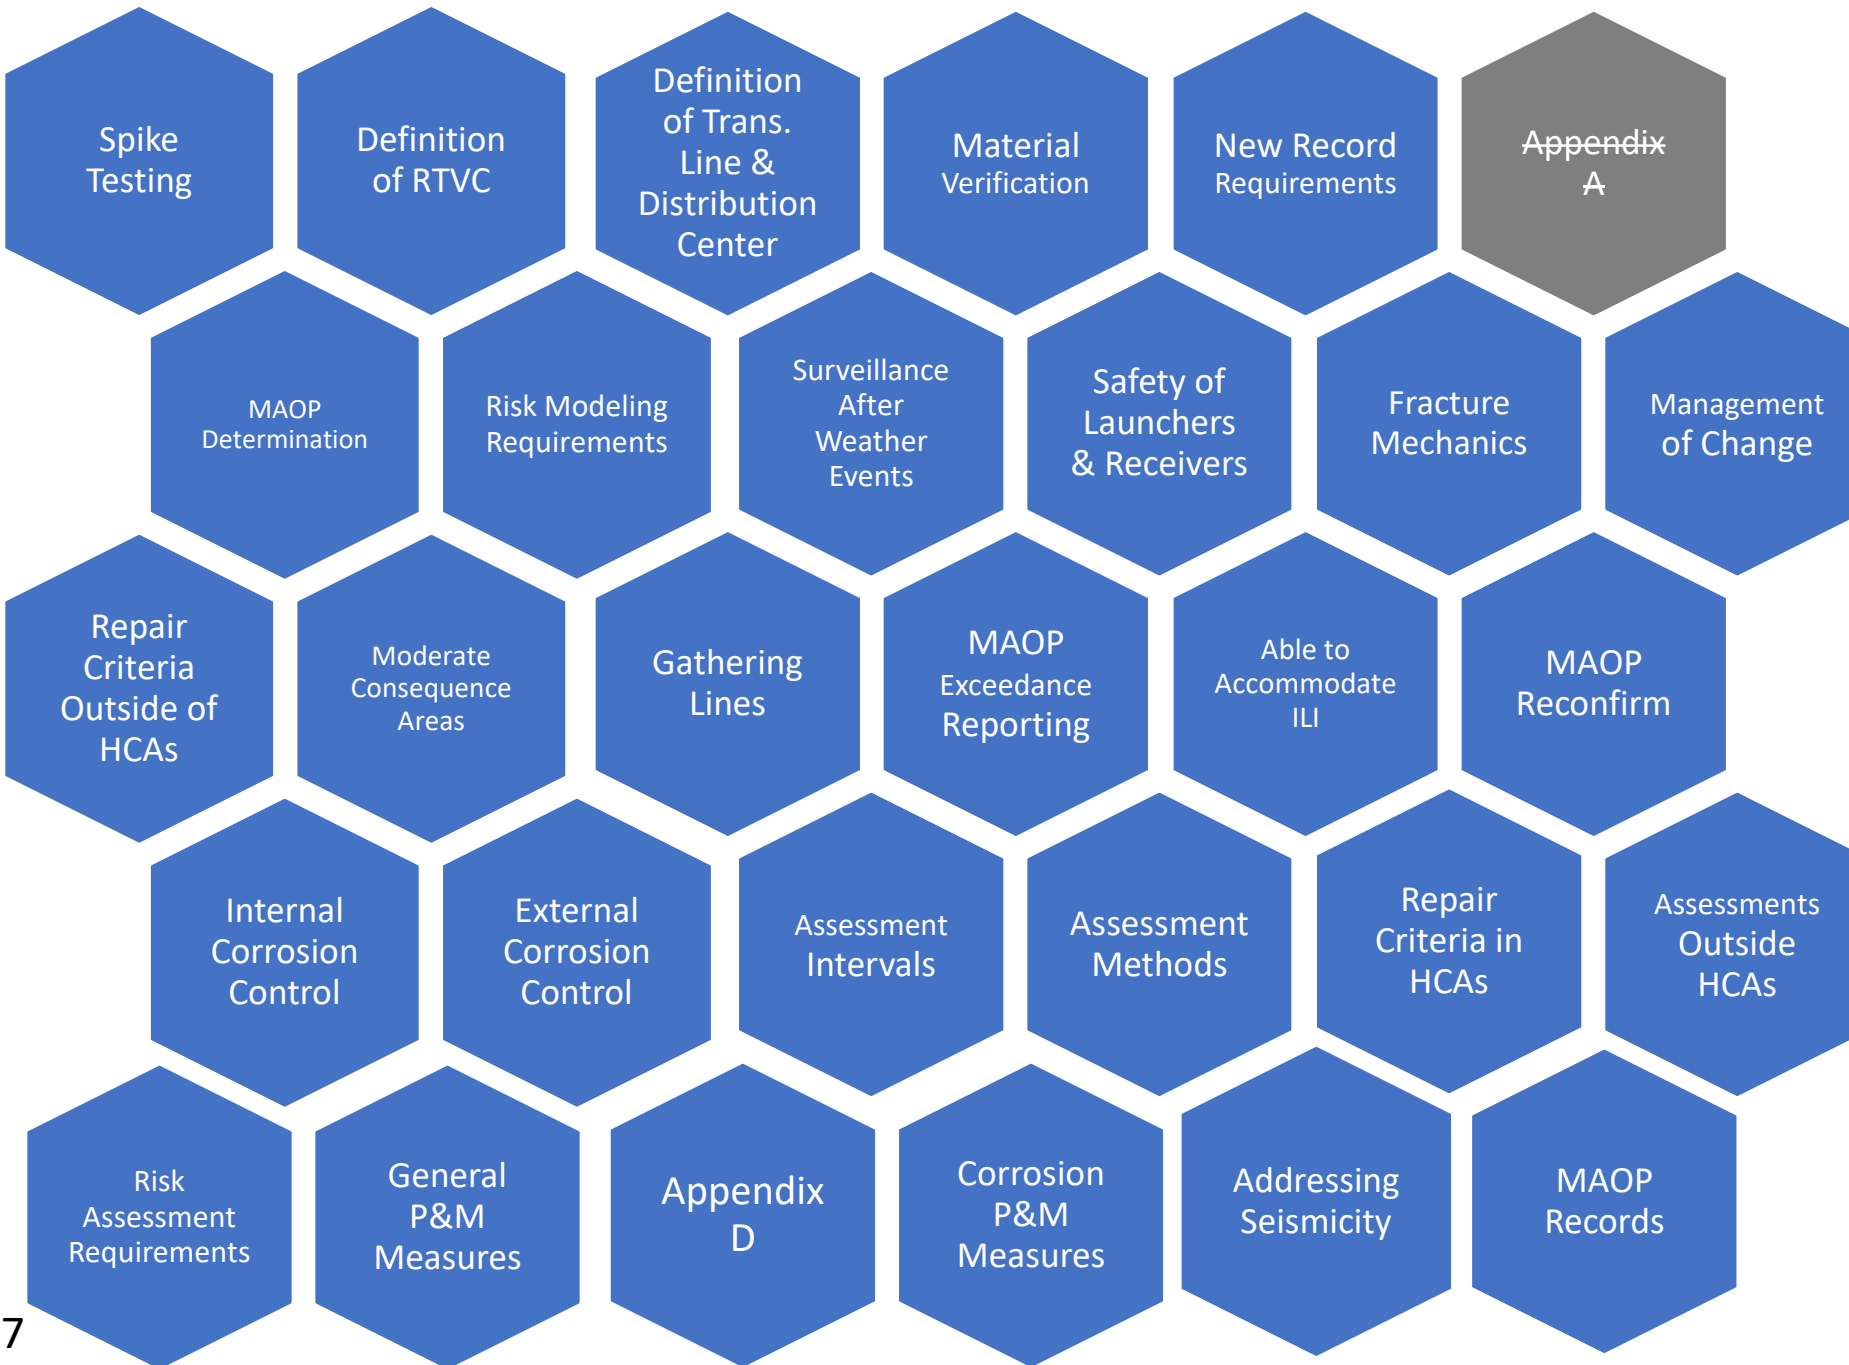 Spike
Testing
Definition
of RTVC
Definition
of Trans.
Line &
Distribution
Center
Material
Verification
New Record
Requirements
Appendix
A
MAOP
Determination
Risk Modeling
Requirements
Surveillance
After
Weather
Events
Safety of
Launchers
& Receivers
Fracture
Mechanics
Management
of Change
Repair
Criteria
Outside of
HCAs
Moderate
Consequence
Areas
Gathering
Lines
MAOP
Exceedance
Reporting
Able to
Accommodate
ILI
MAOP
Reconfirm
Internal
Corrosion
Control
External
Corrosion
Control
Assessment
Intervals
Assessment
Methods
Repair
Criteria in
HCAs
Assessments
Outside
HCAs
Risk
Assessment
Requirements
General
P&M
Measures
Appendix
D
Corrosion
P&M
Measures
Addressing
Seismicity
MAOP
Records
7